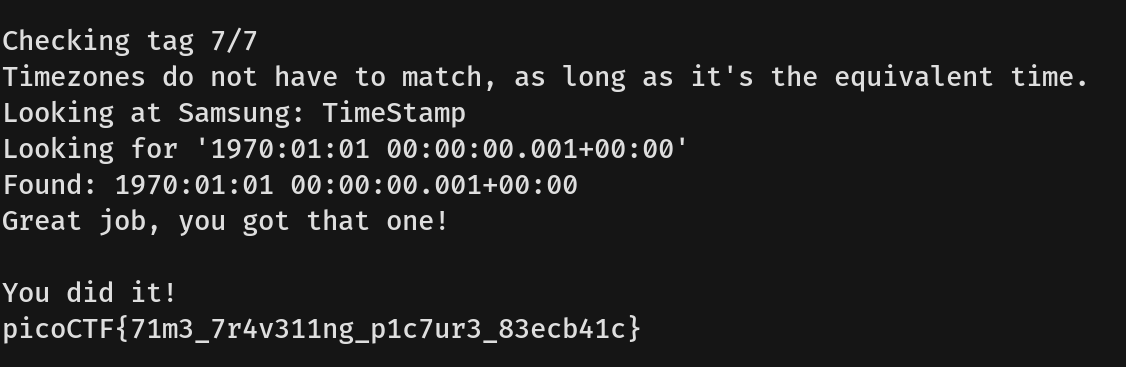 Checking tag 7/7
Timezones do not have to match, as long as it's the equivalent time.
Looking at Samsung: TimeStamp
Looking for '1970:01:01 00:00:00.001+00:00'
Found: 1970:01:01 00:00:00.001+00:00
Great job, you got that one!
You did it!
picoCTF{71m3_7r4v311ng_p1c7ur3_83ecb41c}